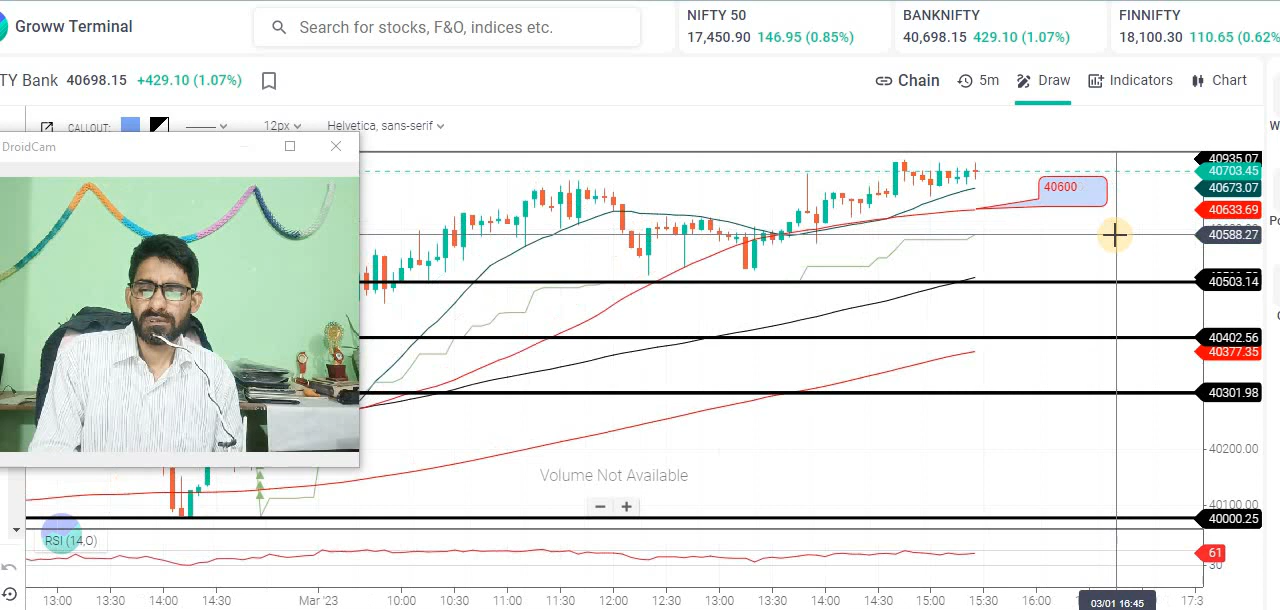 NIFTY 50
BANKNIFTY
FINNIFTY
Groww Terminal
Search for stocks, F&O, indices etc.
17,450.90 146.95 (0.85%)
40,698.15 429.10 (1.07%)
18,100.30 110.65 (0.62%
TY Bank 40698.15 +429.10 (1.07%)
Chain
5m
Draw
Indicators
Chart
CALLOUT:
12px
Helvetica, sans-serif
DroidCam
40935.07
40703.45
40600
40673.07
40633.69
40588.27
40503.14
40402.56
40377.35
40301.98
40200.00
Volume Not Available
40100.00
40000.25
RSI (14,O)
61
30
13:00 13:30 14:00 14:30 Mar '23 10:00 10:30 11:00 11:30 12:00 12:30 13:00 13:30 14:00 14:30 15:00 15:30 16:00 17:3
03/01 16:45